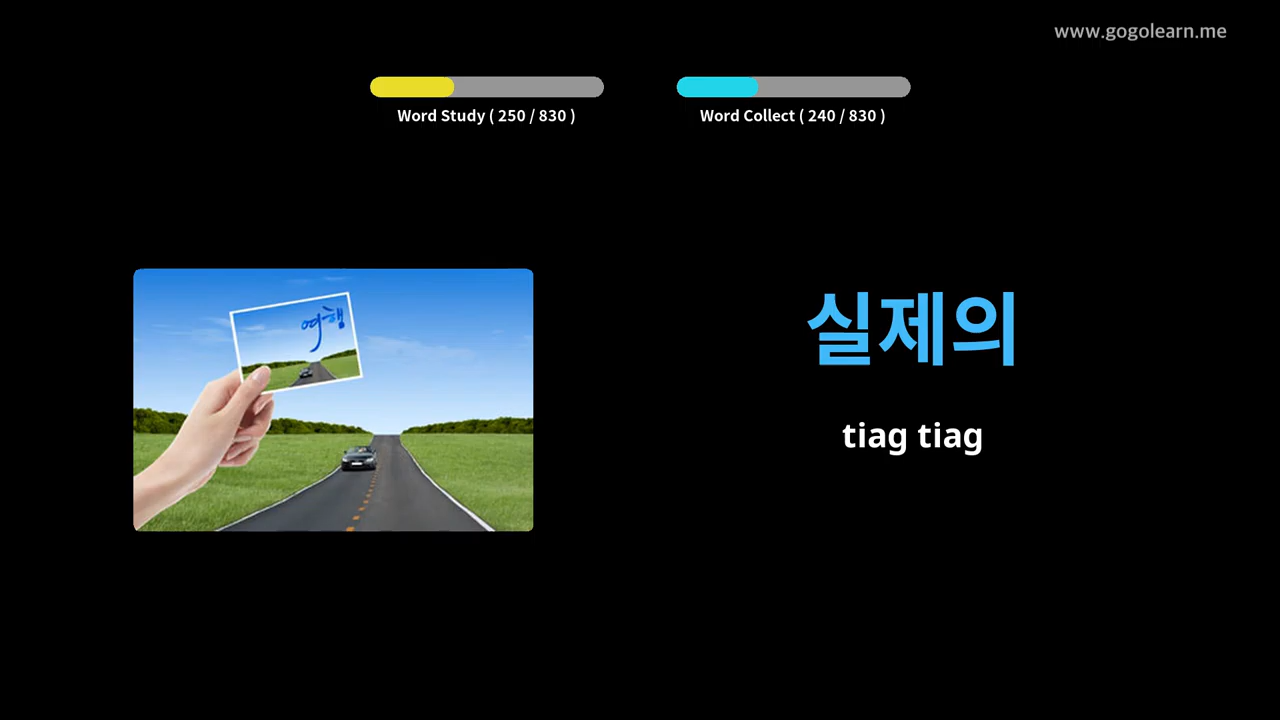 www.gogolearn.me
Word Study ( 250 / 830 )
Word Collect ( 240 / 830 )
여행
실제의
tiag tiag